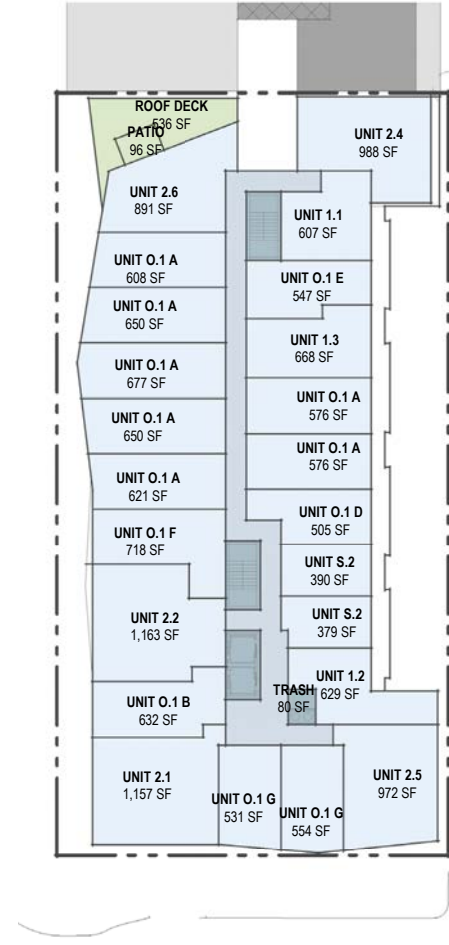 ROOF DECK
536 SF
PATIO
96 SF
UNIT 2.4
988 SF
UNIT 2.6
891 SF
UNIT 1.1
607 SF
UNIT O.1 A
608 SF
UNIT O.1 E
547 SF
UNIT O.1 A
650 SF
UNIT 1.3
668 SF
UNIT O.1 A
677 SF
UNIT O.1 A
576 SF
UNIT O.1 A
650 SF
UNIT O.1 A
576 SF
UNIT O.1 A
621 SF
UNIT O.1 D
505 SF
UNIT O.1 F
718 SF
UNIT S.2
390 SF
UNIT 2.2
1,163 SF
UNIT S.2
379 SF
UNIT 1.2
629 SF
TRASH
80 SF
UNIT O.1 B
632 SF
UNIT 2.1
1,157 SF
UNIT O.1 G
531 SF
UNIT O.1 G
554 SF
UNIT 2.5
972 SF